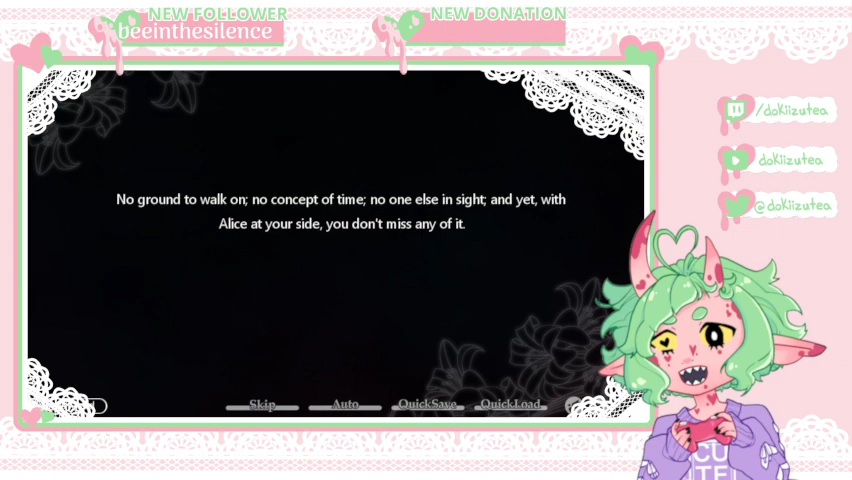 NEW FOLLOWER
beeinthesilence
NEW DONATION
/dokiizutea
dokiizutea
@dokiizutea
No ground to walk on; no concept of time; no one else in sight; and yet, with
Alice at your side, you don't miss any of it.
Skip
Auto
QuickSave
QuickLoad
CU
TE